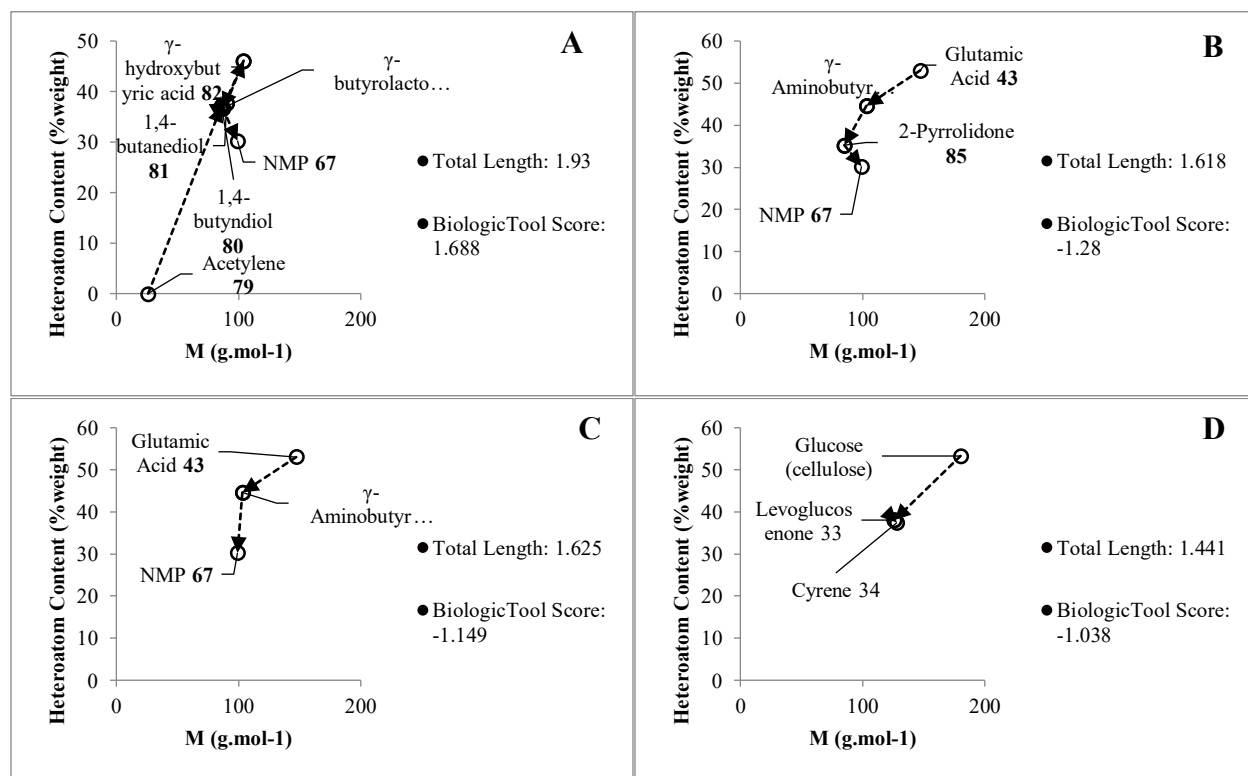 A
Heteroatom Content (%weight)
50
40
30
20
10
0
γ-
hydroxybut
yric acid 82
γ-
butyrolacto…
1,4-
butanediol
81
NMP 67
1,4-
butyndiol
80
Acetylene
79
0
100
200
M (g.mol-1)
● Total Length: 1.93
● BiologicTool Score:
1.688
B
Heteroatom Content (%weight)
60
50
40
30
20
10
0
γ-
Aminobutyr…
Glutamic
Acid 43
2-Pyrrolidone
85
NMP 67
0
100
200
M (g.mol-1)
● Total Length: 1.618
● BiologicTool Score:
-1.28
C
Heteroatom Content (%weight)
60
50
40
30
20
10
0
Glutamic
Acid 43
γ-
Aminobutyr…
NMP 67
0
100
200
M (g.mol-1)
● Total Length: 1.625
● BiologicTool Score:
-1.149
D
Heteroatom Content (%weight)
60
50
40
30
20
10
0
Glucose
(cellulose)
Levoglucos
enone 33
Cyrene 34
0
100
200
M (g.mol-1)
● Total Length: 1.441
● BiologicTool Score:
-1.038